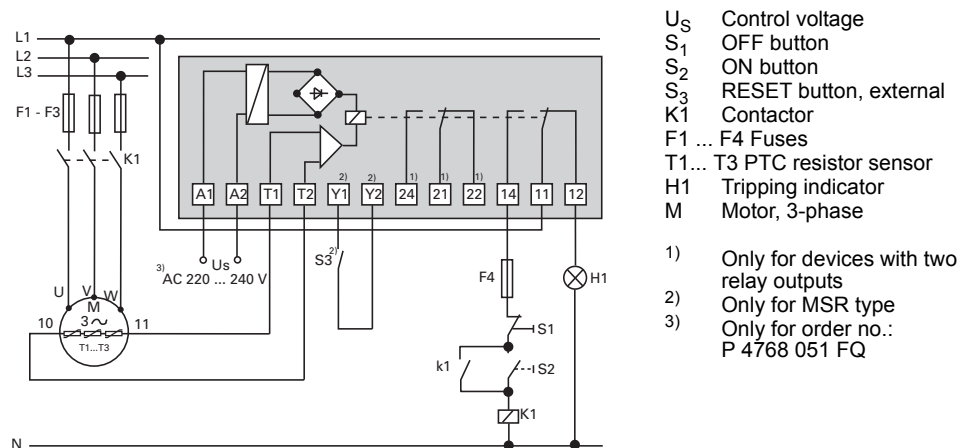 L1
L2
L3
F1 - F3
K1
U
V
W
M
3
10
11
T1...T3
N
2)
2)
1)
1)
1)
A1
A2
T1
T2
Y1
Y2
24
21
22
14
11
12
3)
Us
AC 220 ... 240 V
S3 2)
F4
H1
S1
k1
S2
K1
US Control voltage
S1 OFF button
S2 ON button
S3 RESET button, external
K1 Contactor
F1 ... F4 Fuses
T1... T3 PTC resistor sensor
H1 Tripping indicator
M Motor, 3-phase
1) Only for devices with two
relay outputs
2) Only for MSR type
3) Only for order no.:
P 4768 051 FQ